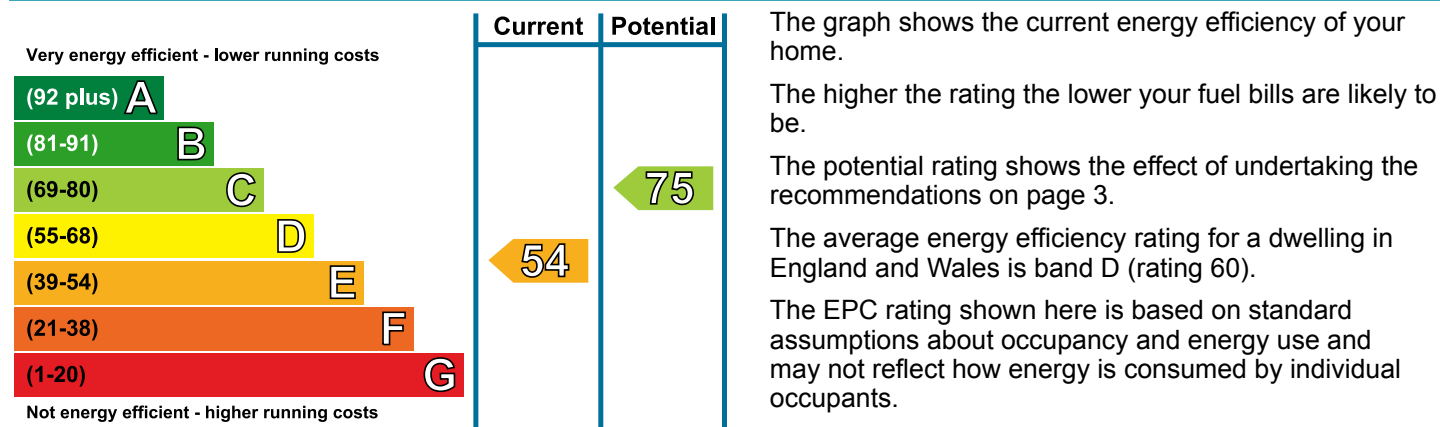 Current Potential
Very energy efficient - lower running costs
(92 plus) A
(81-91) B
(69-80) C
75
(55-68) D
54
(39-54) E
(21-38) F
(1-20) G
Not energy efficient - higher running costs
The graph shows the current energy efficiency of your
home.
The higher the rating the lower your fuel bills are likely to
be.
The potential rating shows the effect of undertaking the
recommendations on page 3.
The average energy efficiency rating for a dwelling in
England and Wales is band D (rating 60).
The EPC rating shown here is based on standard
assumptions about occupancy and energy use and
may not reflect how energy is consumed by individual
occupants.